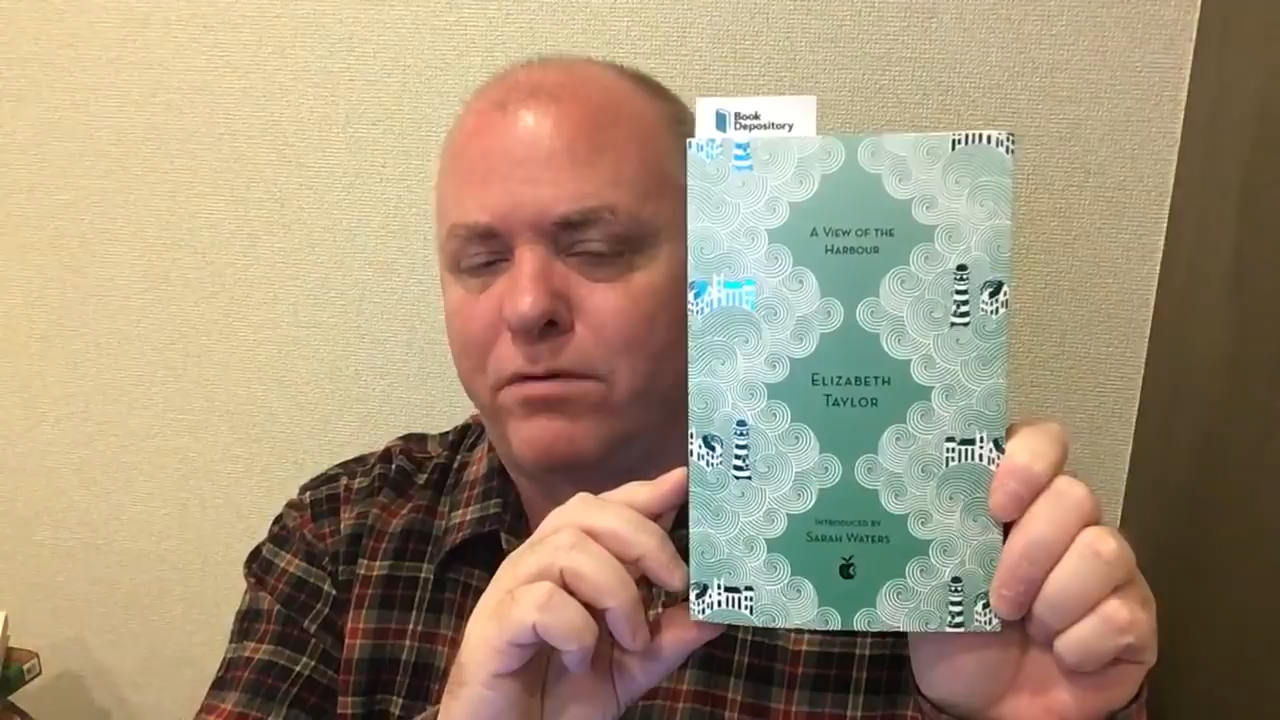 Book
Depository
A VIEW OF THE
HARBOUR
ELIZABETH
TAYLOR
INTRODUCED BY
SARAH WATERS